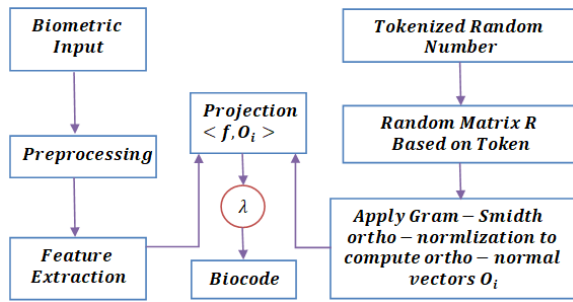 Biometric
Input
Preprocessing
Feature
Extraction
Projection
< f, O_i >
λ
Biocode
Tokenized Random
Number
Random Matrix R
Based on Token
Apply Gram − Smidth
ortho − normlization to
compute ortho − normal
vectors O_i